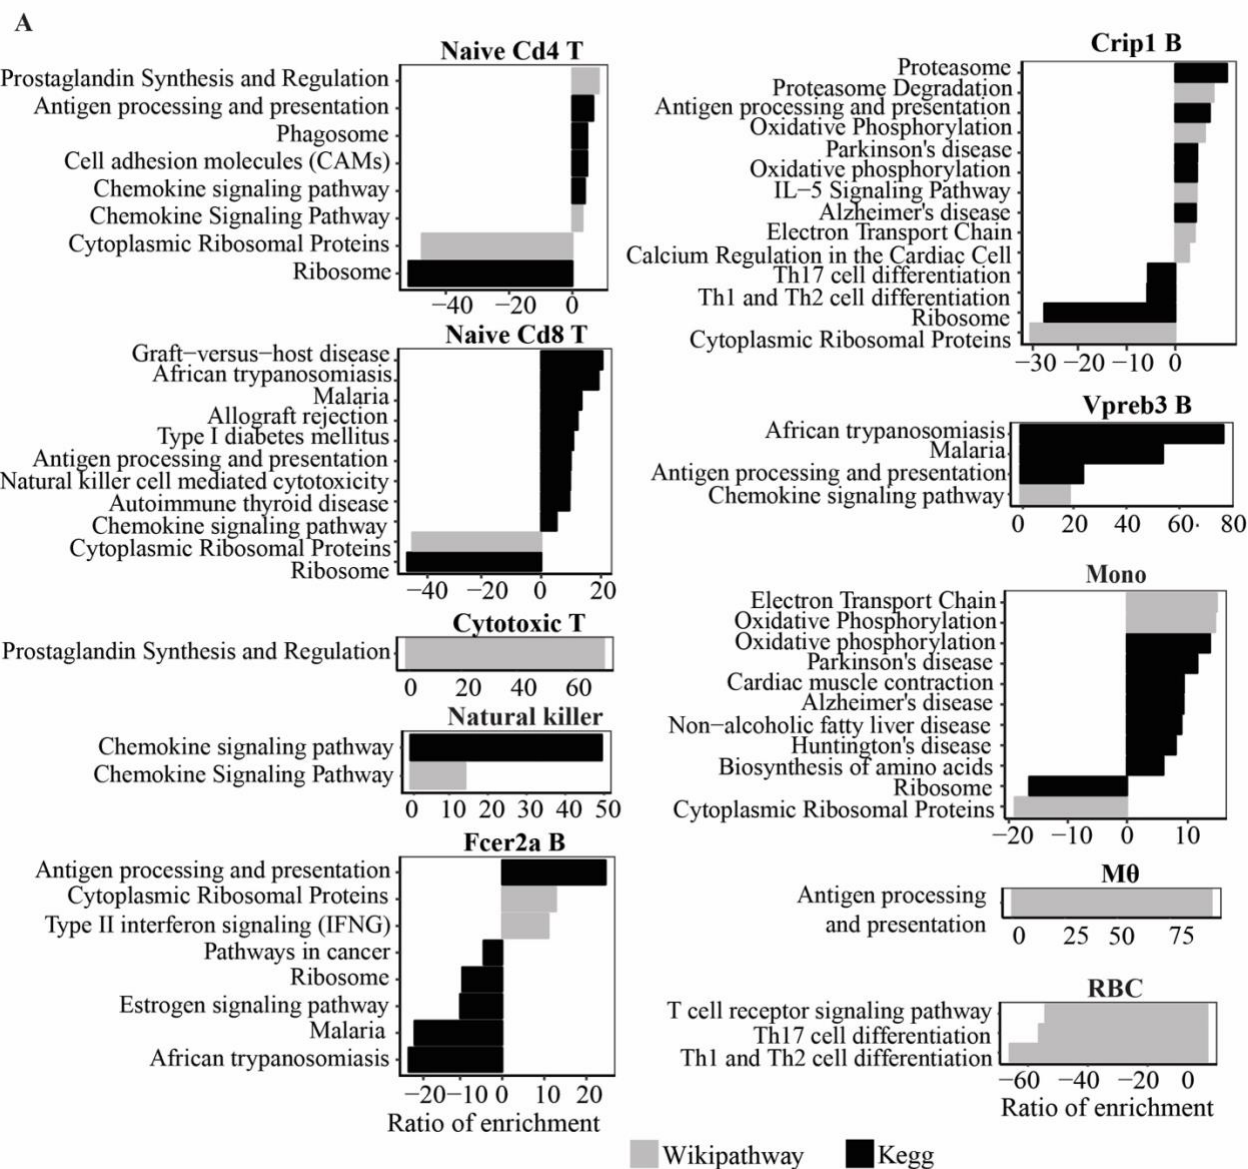 A
Naive Cd4 T
Prostaglandin Synthesis and Regulation
Antigen processing and presentation
Phagosome
Cell adhesion molecules (CAMs)
Chemokine signaling pathway
Chemokine Signaling Pathway
Cytoplasmic Ribosomal Proteins
Ribosome
−40 −20 0
Naive Cd8 T
Graft−versus−host disease
African trypanosomiasis
Malaria
Allograft rejection
Type I diabetes mellitus
Antigen processing and presentation
Natural killer cell mediated cytotoxicity
Autoimmune thyroid disease
Chemokine signaling pathway
Cytoplasmic Ribosomal Proteins
Ribosome
−40 −20 0 20
Cytotoxic T
Prostaglandin Synthesis and Regulation
0 20 40 60
Natural killer
Chemokine signaling pathway
Chemokine Signaling Pathway
0 10 20 30 40 50
Fcer2a B
Antigen processing and presentation
Cytoplasmic Ribosomal Proteins
Type II interferon signaling (IFNG)
Pathways in cancer
Ribosome
Estrogen signaling pathway
Malaria
African trypanosomiasis
−20 −10 0 10 20
Ratio of enrichment
Crip1 B
Proteasome
Proteasome Degradation
Antigen processing and presentation
Oxidative Phosphorylation
Parkinson's disease
Oxidative phosphorylation
IL−5 Signaling Pathway
Alzheimer's disease
Electron Transport Chain
Calcium Regulation in the Cardiac Cell
Th17 cell differentiation
Th1 and Th2 cell differentiation
Ribosome
Cytoplasmic Ribosomal Proteins
−30 −20 −10 0
Vpreb3 B
African trypanosomiasis
Malaria
Antigen processing and presentation
Chemokine signaling pathway
0 20 40 60· 80
Mono
Electron Transport Chain
Oxidative Phosphorylation
Oxidative phosphorylation
Parkinson's disease
Cardiac muscle contraction
Alzheimer's disease
Non−alcoholic fatty liver disease
Huntington's disease
Biosynthesis of amino acids
Ribosome
Cytoplasmic Ribosomal Proteins
−20 −10 0 10
Mθ
Antigen processing
and presentation
0 25 50 75
RBC
T cell receptor signaling pathway
Th17 cell differentiation
Th1 and Th2 cell differentiation
−60 −40 −20 0
Ratio of enrichment
Wikipathway Kegg